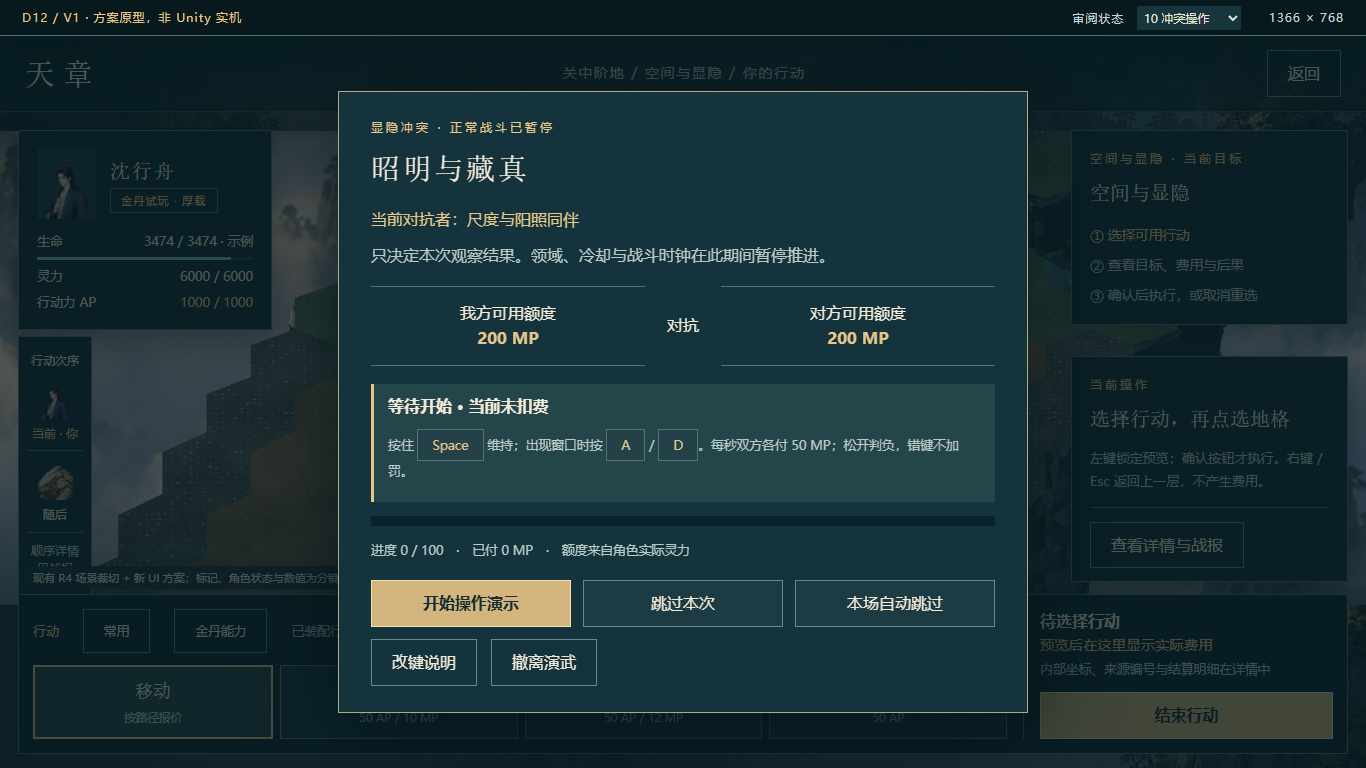 D12 / V1 · 方案原型，非 Unity 实机
审阅状态
10 冲突操作
1366 × 768
天章
关中阶地 / 空间与显隐 / 你的行动
返回
沈行舟
金丹试玩 · 厚载
生命
3474 / 3474 · 示例
灵力
6000 / 6000
行动力 AP
1000 / 1000
行动次序
当前 · 你
随后
顺序详情
现有 R4 场景裁切 + 新 UI 方案；标记、角色状态与数值为分镜
显隐冲突 · 正常战斗已暂停
昭明与藏真
当前对抗者：尺度与阳照同伴
只决定本次观察结果。领域、冷却与战斗时钟在此期间暂停推进。
我方可用额度
200 MP
对抗
对方可用额度
200 MP
等待开始 • 当前未扣费
按住 Space 维持；出现窗口时按 A / D 。每秒双方各付 50 MP；松开判负，错键不加
罚。
进度 0 / 100 · 已付 0 MP · 额度来自角色实际灵力
开始操作演示
跳过本次
本场自动跳过
改键说明
撤离演武
空间与显隐 · 当前目标
空间与显隐
① 选择可用行动
② 查看目标、费用与后果
③ 确认后执行，或取消重选
当前操作
选择行动，再点选地格
左键锁定预览；确认按钮才执行。右键 /
Esc 返回上一层，不产生费用。
查看详情与战报
行动
常用
金丹能力
已装配行
移动
按路径报价
50 AP / 10 MP
50 AP / 12 MP
50 AP
待选择行动
预览后在这里显示实际费用
内部坐标、来源编号与结算明细在详情中
结束行动